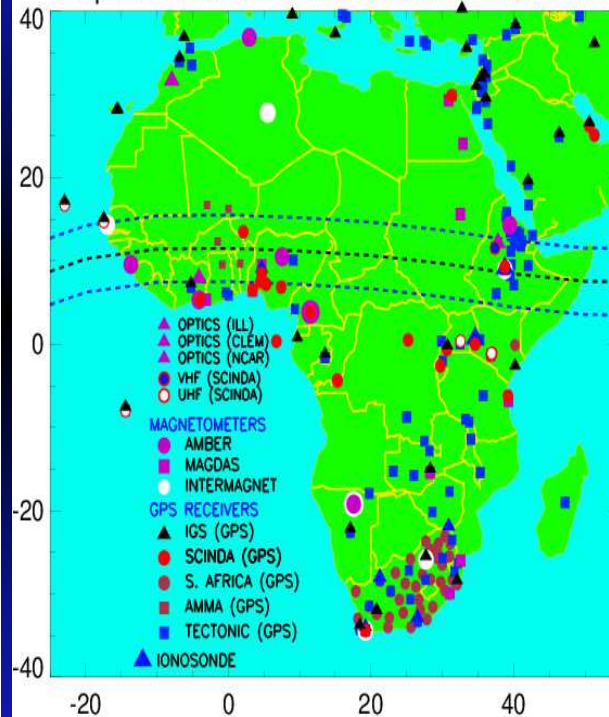 40
20
0
-20
-40
OPTICS (ILL)
OPTICS (CLÉM)
OPTICS (NCAR)
VHF (SCINDA)
UHF (SCINDA)
MAGNETOMETERS
AMBER
MAGDAS
INTERMAGNET
GPS RECEIVERS
IGS (GPS)
SCINDA (GPS)
S. AFRICA (GPS)
AMMA (GPS)
TECTONIC (GPS)
IONOSONDE
-20 0 20 40